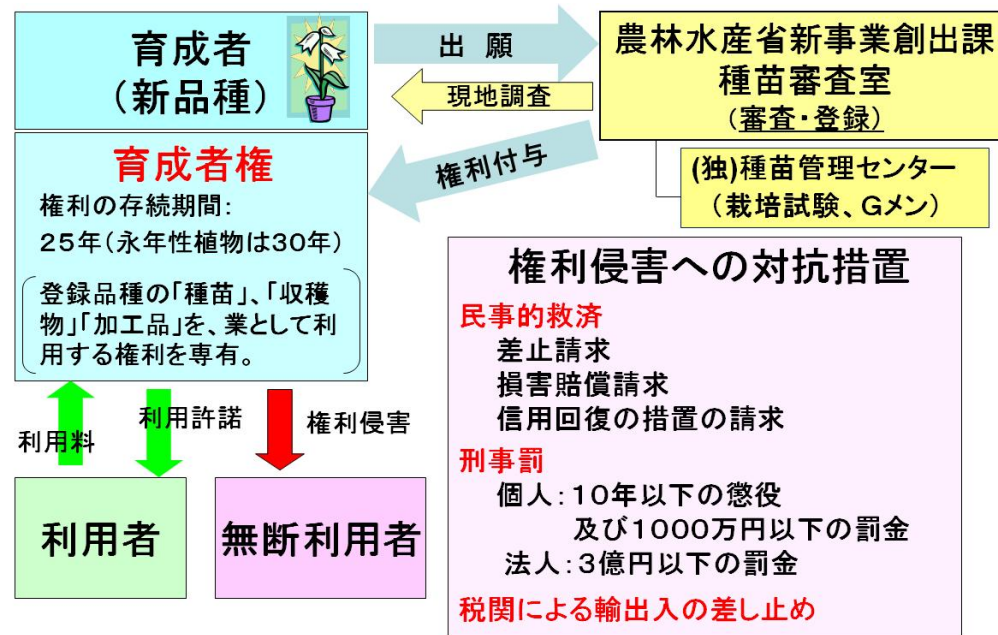 育成者
（新品種）
出 願
現地調査
権利付与
農林水産省新事業創出課
種苗審査室
（審査・登録）
(独)種苗管理センター
（栽培試験、Gメン）
育成者権
権利の存続期間：
２５年（永年性植物は３０年）
登録品種の「種苗」、「収穫
物」「加工品」を、業として利
用する権利を専有。
利用料
利用許諾
権利侵害
利用者
無断利用者
権利侵害への対抗措置
民事的救済
差止請求
損害賠償請求
信用回復の措置の請求
刑事罰
個人：１０年以下の懲役
及び１０００万円以下の罰金
法人：３億円以下の罰金
税関による輸出入の差し止め